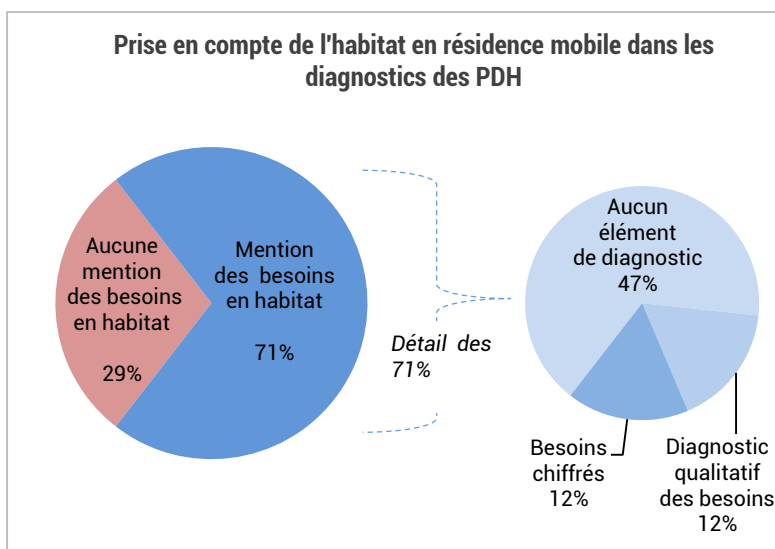 Prise en compte de l'habitat en résidence mobile dans les
diagnostics des PDH
Aucune
mention
des besoins
en habitat
29%
Mention
des besoins
en habitat
71%
Détail des
71%
Aucun
élément
de diagnostic
47%
Besoins
chiffrés
12%
Diagnostic
qualitatif
des besoins
12%